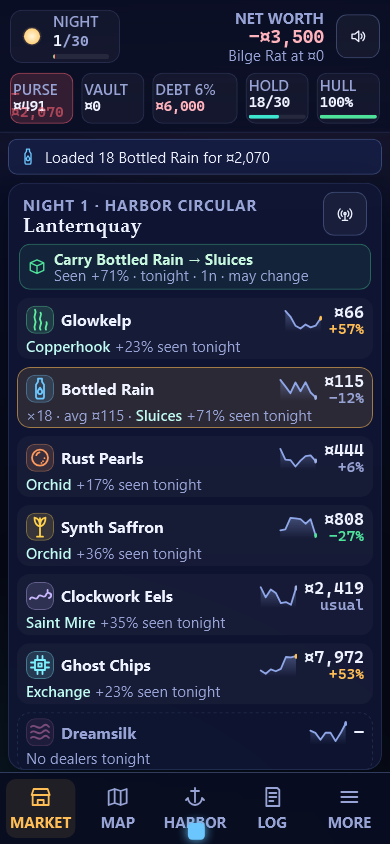 NIGHT
1/30
NET WORTH
−¤3,500
Bilge Rat at ¤0
PURSE
¤491
−¤2,070
VAULT
¤0
DEBT 6%
¤6,000
HOLD
18/30
HULL
100%
Loaded 18 Bottled Rain for ¤2,070
NIGHT 1 · HARBOR CIRCULAR
Lanternquay
Carry Bottled Rain → Sluices
Seen +71% · tonight · 1n · may change
Glowkelp
¤66
+57%
Copperhook +23% seen tonight
Bottled Rain
¤115
−12%
×18 · avg ¤115 · Sluices +71% seen tonight
Rust Pearls
¤444
+6%
Orchid +17% seen tonight
Synth Saffron
¤808
−27%
Orchid +36% seen tonight
Clockwork Eels
¤2,419
usual
Saint Mire +35% seen tonight
Ghost Chips
¤7,972
+53%
Exchange +23% seen tonight
Dreamsilk
—
No dealers tonight
MARKET
MAP
HARBOR
LOG
MORE